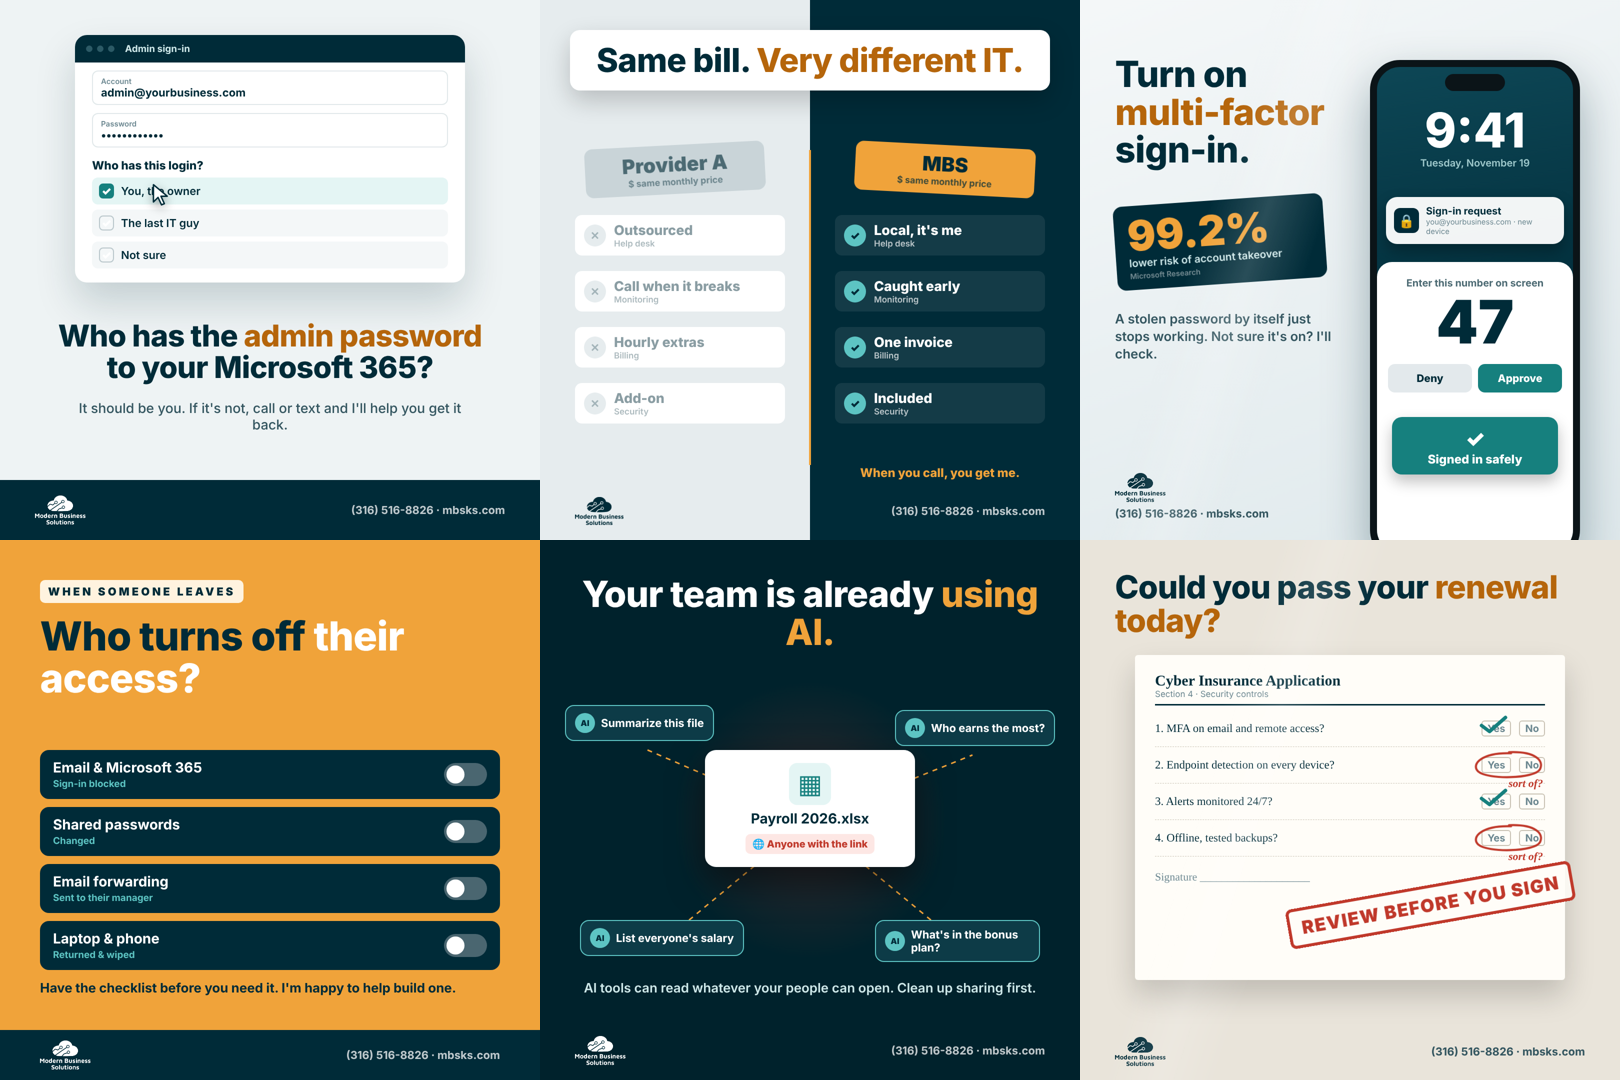 Admin sign-in
Account
admin@yourbusiness.com
Password
Who has this login?
You, the owner
The last IT guy
Not sure
Who has the admin password
to your Microsoft 365?
It should be you. If it's not, call or text and I'll help you get it
back.
Modern Business
Solutions
(316) 516-8826 · mbsks.com
Same bill. Very different IT.
Provider A
$ same monthly price
Outsourced
Help desk
Call when it breaks
Monitoring
Hourly extras
Billing
Add-on
Security
MBS
$ same monthly price
Local, it's me
Help desk
Caught early
Monitoring
One invoice
Billing
Included
Security
When you call, you get me.
Modern Business
Solutions
(316) 516-8826 · mbsks.com
Turn on
multi-factor
sign-in.
99.2%
lower risk of account takeover
Microsoft Research
A stolen password by itself just
stops working. Not sure it's on? I'll
check.
Modern Business
Solutions
(316) 516-8826 · mbsks.com
9:41
Tuesday, November 19
Sign-in request
you@yourbusiness.com · new
device
Enter this number on screen
47
Deny
Approve
Signed in safely
WHEN SOMEONE LEAVES
Who turns off their
access?
Email & Microsoft 365
Sign-in blocked
Shared passwords
Changed
Email forwarding
Sent to their manager
Laptop & phone
Returned & wiped
Have the checklist before you need it. I'm happy to help build one.
Modern Business
Solutions
(316) 516-8826 · mbsks.com
Your team is already using
AI.
AI Summarize this file
AI Who earns the most?
Payroll 2026.xlsx
Anyone with the link
AI List everyone's salary
AI What's in the bonus
plan?
AI tools can read whatever your people can open. Clean up sharing first.
Modern Business
Solutions
(316) 516-8826 · mbsks.com
Could you pass your renewal
today?
Cyber Insurance Application
Section 4 · Security controls
1. MFA on email and remote access? Yes No
2. Endpoint detection on every device? Yes No
sort of?
3. Alerts monitored 24/7? Yes No
4. Offline, tested backups? Yes No
sort of?
Signature
REVIEW BEFORE YOU SIGN
Modern Business
Solutions
(316) 516-8826 · mbsks.com